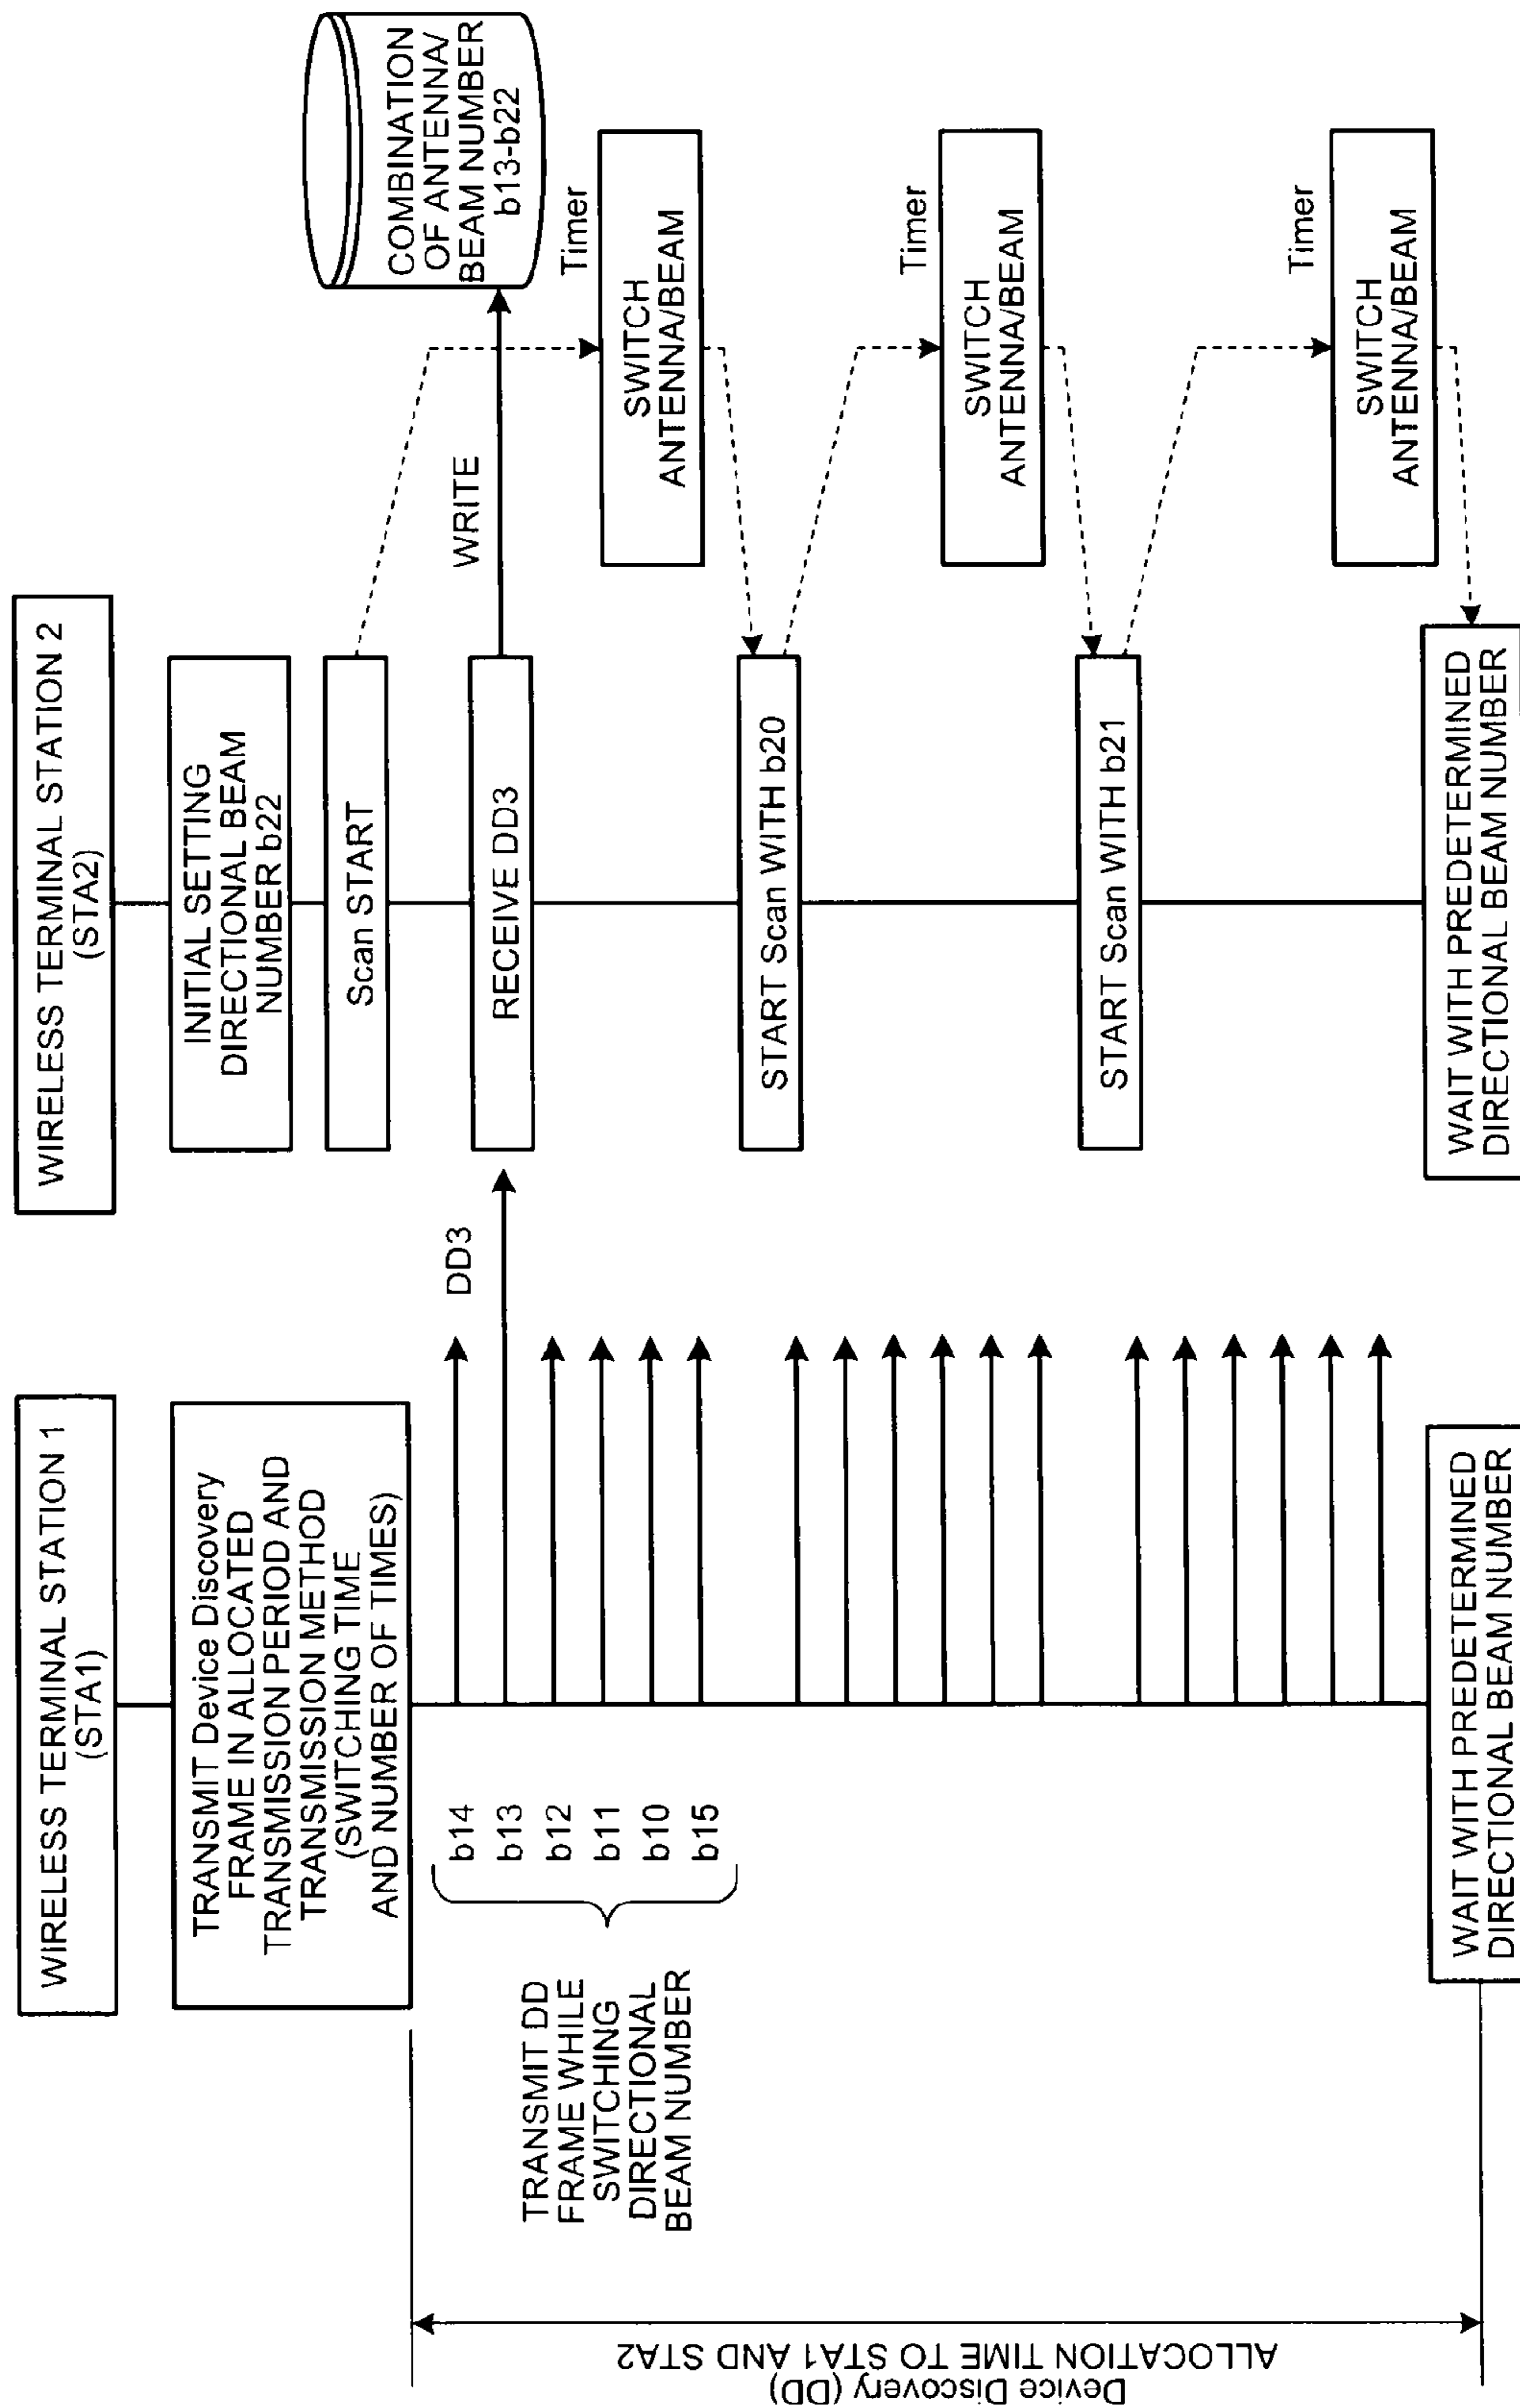 WIRELESS TERMINAL STATION 1
(STA1)
TRANSMIT Device Discovery
FRAME IN ALLOCATED
TRANSMISSION PERIOD AND
TRANSMISSION METHOD
(SWITCHING TIME
AND NUMBER OF TIMES)
Device Discovery (DD)
ALLOCATION TIME TO STA1 AND STA2
TRANSMIT DD
FRAME WHILE
SWITCHING
DIRECTIONAL
BEAM NUMBER
b14
b13
b12
b11
b10
b15
DD3
WAIT WITH PREDETERMINED
DIRECTIONAL BEAM NUMBER
WIRELESS TERMINAL STATION 2
(STA2)
INITIAL SETTING
DIRECTIONAL BEAM
NUMBER b22
Scan START
RECEIVE DD3
WRITE
COMBINATION
OF ANTENNA/
BEAM NUMBER
b13-b22
Timer
SWITCH
ANTENNA/BEAM
START Scan WITH b20
Timer
SWITCH
ANTENNA/BEAM
START Scan WITH b21
Timer
SWITCH
ANTENNA/BEAM
WAIT WITH PREDETERMINED
DIRECTIONAL BEAM NUMBER